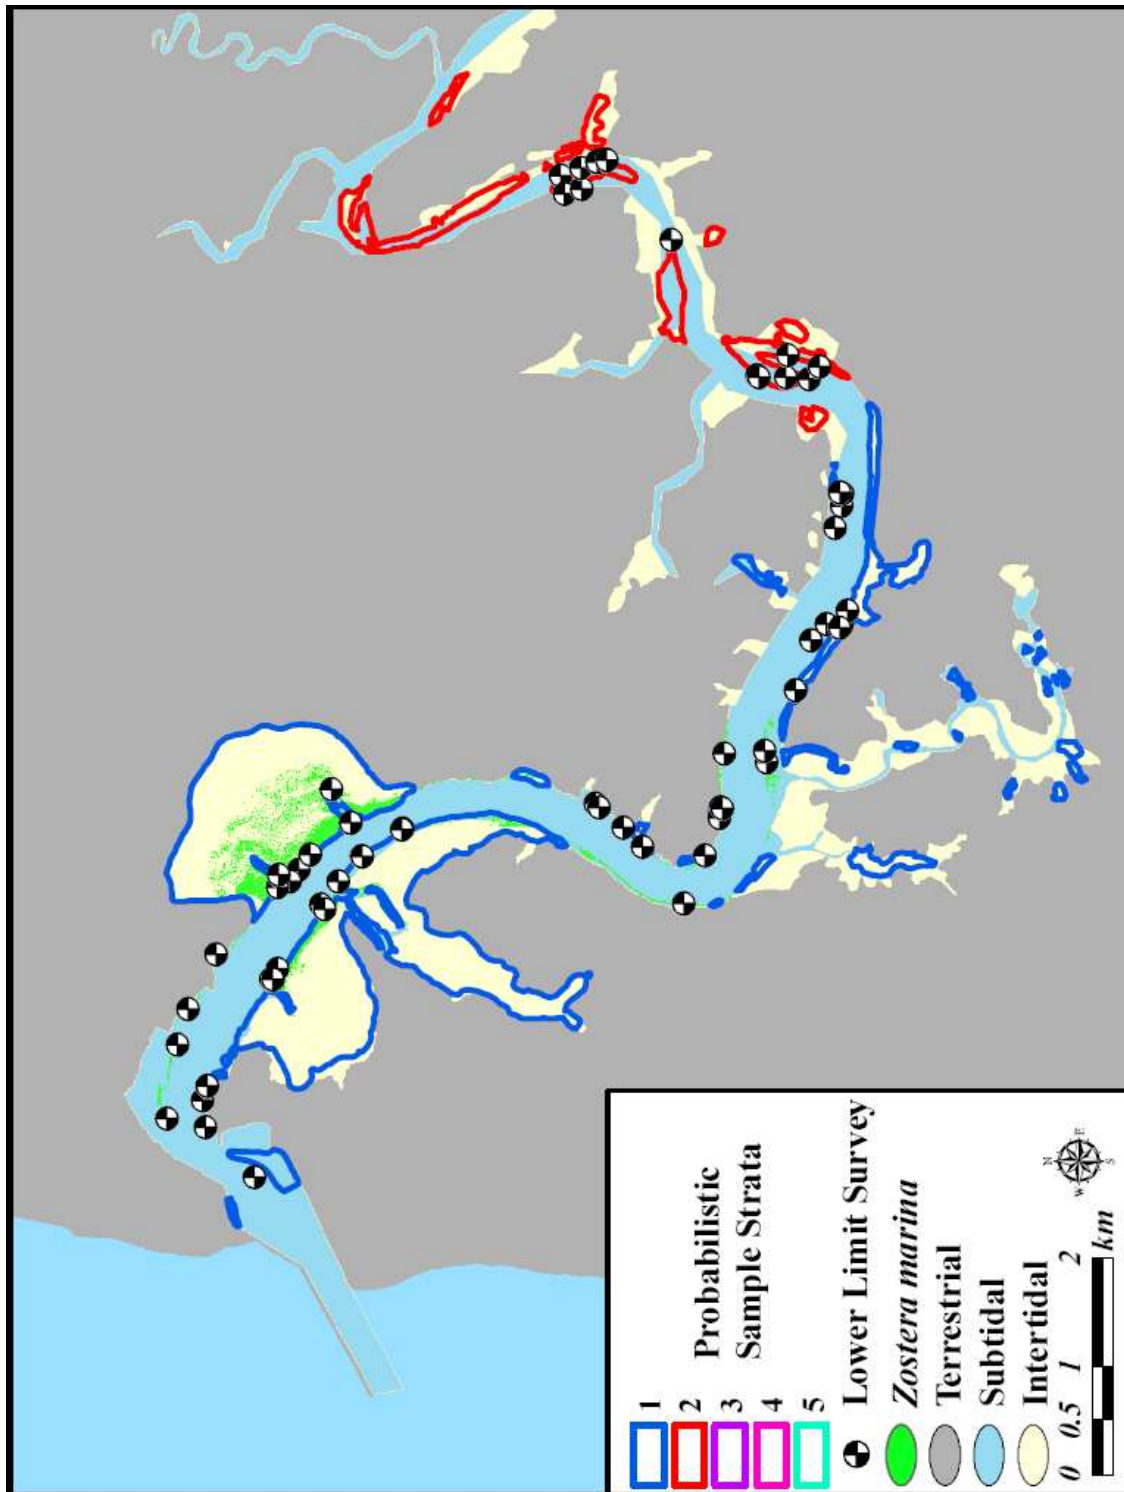 1
2
3
4
5
Probabilistic
Sample Strata
Lower Limit Survey
Zostera marina
Terrestrial
Subtidal
Intertidal
N
W E
S
0 0.5 1 2
km